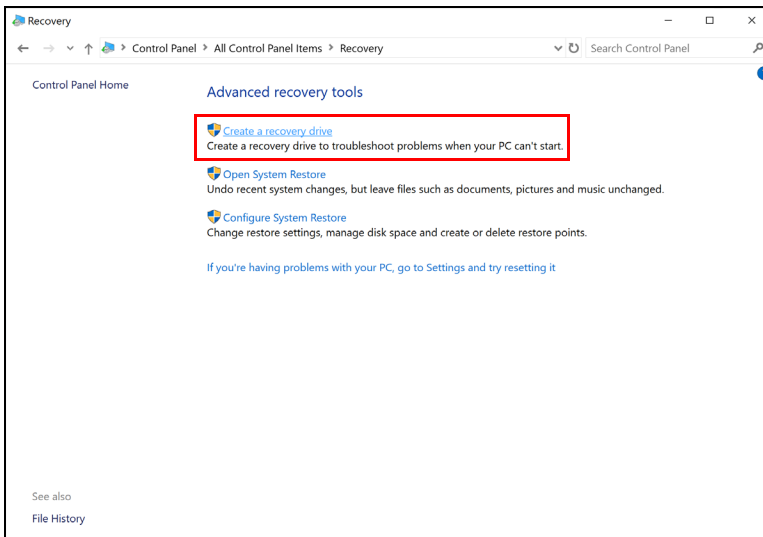 Recovery
Control Panel > All Control Panel Items > Recovery
Search Control Panel
Control Panel Home
Advanced recovery tools
Create a recovery drive
Create a recovery drive to troubleshoot problems when your PC can't start.
Open System Restore
Undo recent system changes, but leave files such as documents, pictures and music unchanged.
Configure System Restore
Change restore settings, manage disk space and create or delete restore points.
If you're having problems with your PC, go to Settings and try resetting it
See also
File History